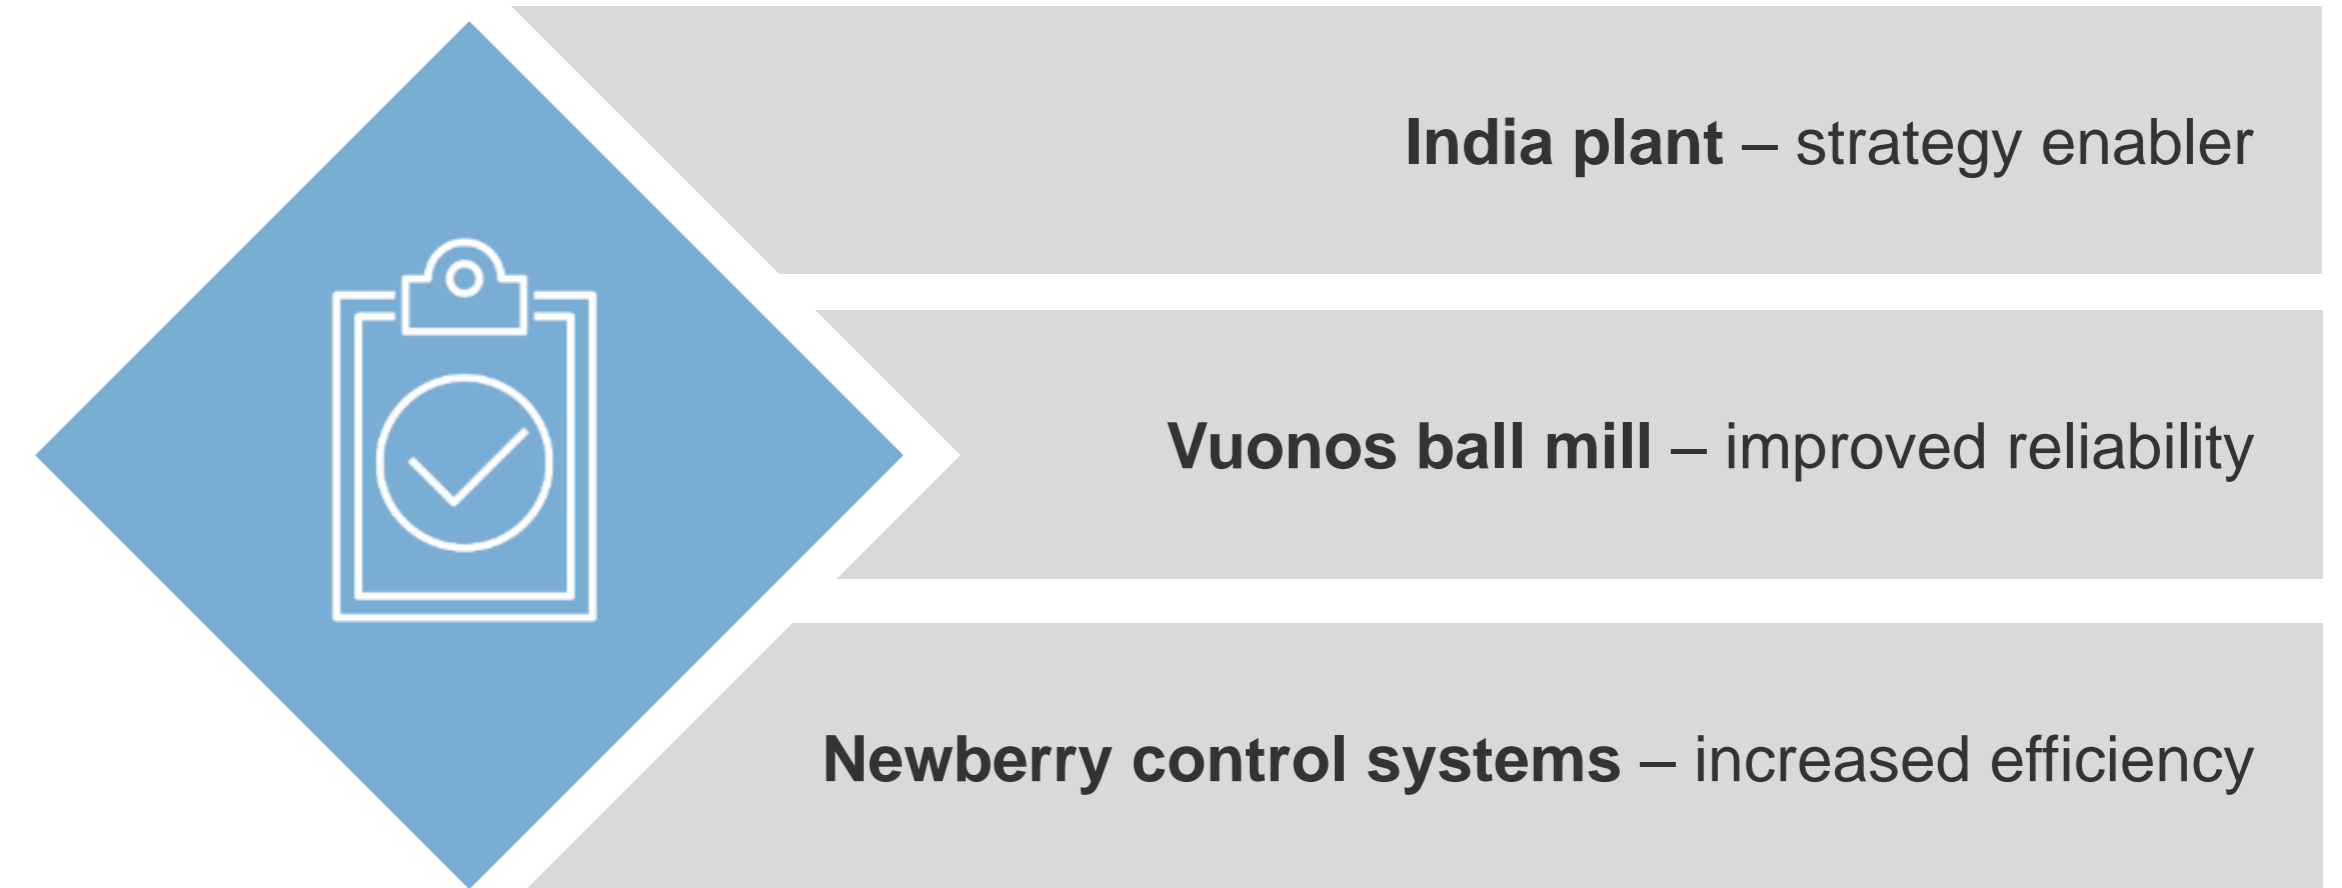 India plant – strategy enabler
Vuonos ball mill – improved reliability
Newberry control systems – increased efficiency